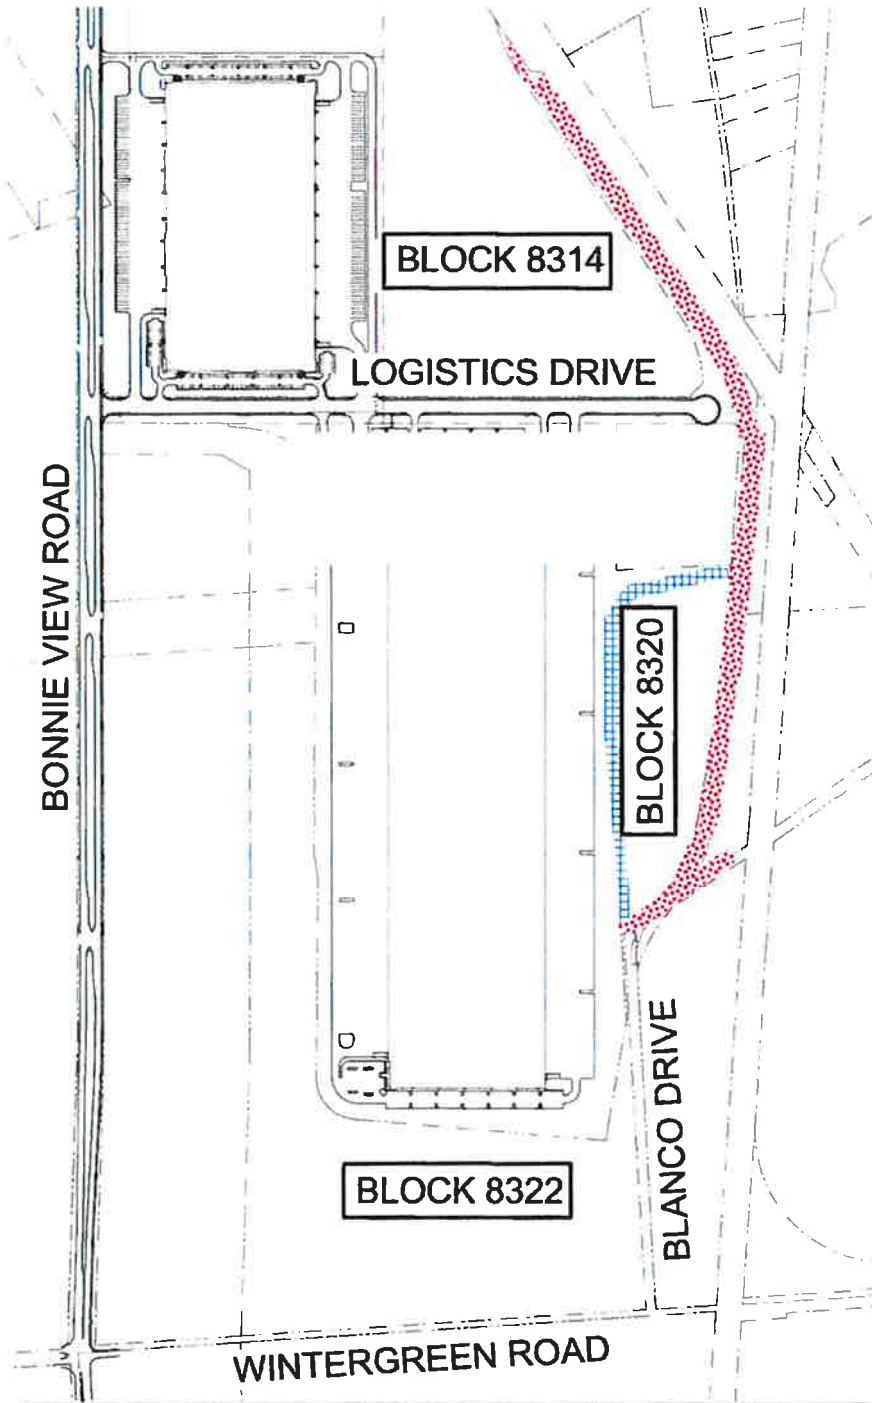 BLOCK 8314
LOGISTICS DRIVE
BONNIE VIEW ROAD
BLOCK 8320
BLANCO DRIVE
BLOCK 8322
WINTERGREEN ROAD